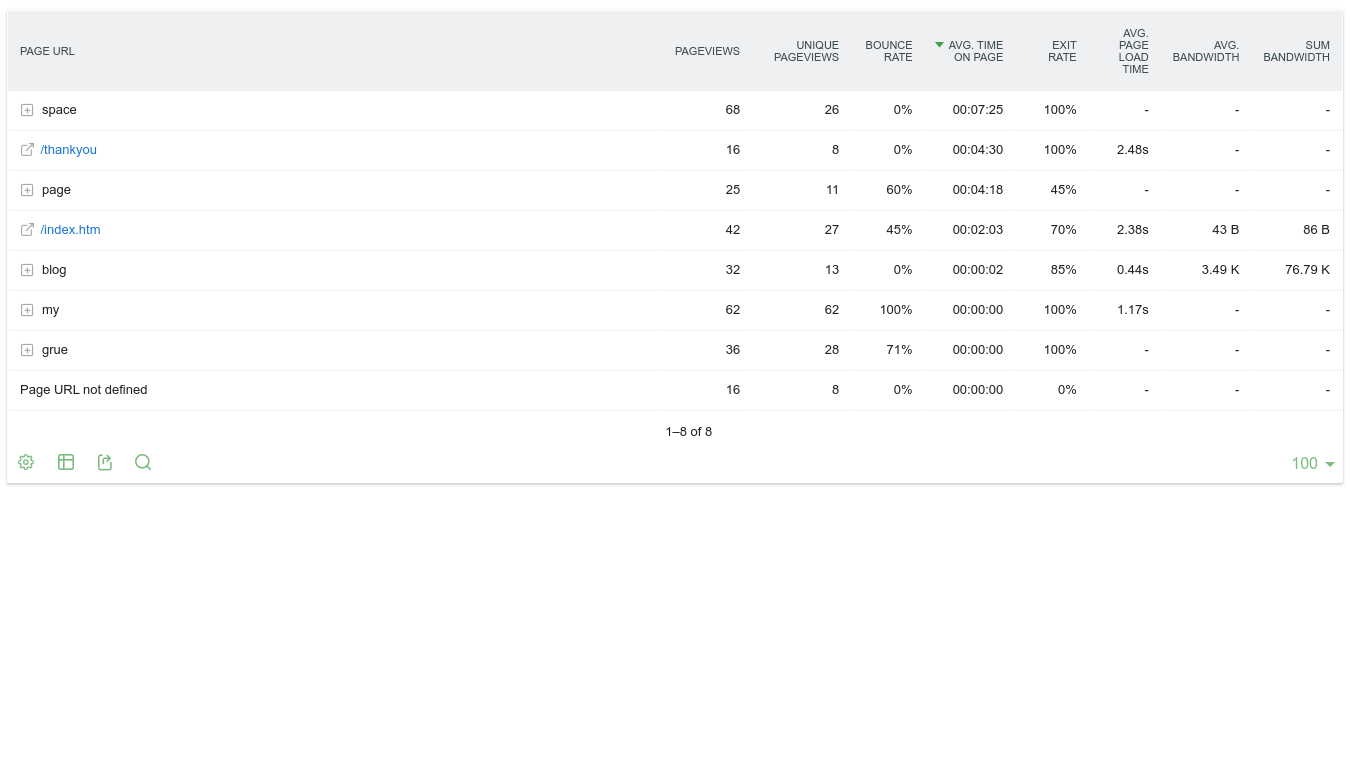 PAGE URL PAGEVIEWS UNIQUE PAGEVIEWS BOUNCE RATE AVG. TIME ON PAGE EXIT RATE AVG. PAGE LOAD TIME AVG. BANDWIDTH SUM BANDWIDTH
space 68 26 0% 00:07:25 100% - - -
/thankyou 16 8 0% 00:04:30 100% 2.48s - -
page 25 11 60% 00:04:18 45% - - -
/index.htm 42 27 45% 00:02:03 70% 2.38s 43 B 86 B
blog 32 13 0% 00:00:02 85% 0.44s 3.49 K 76.79 K
my 62 62 100% 00:00:00 100% 1.17s - -
grue 36 28 71% 00:00:00 100% - - -
Page URL not defined 16 8 0% 00:00:00 0% - - -
1–8 of 8
100